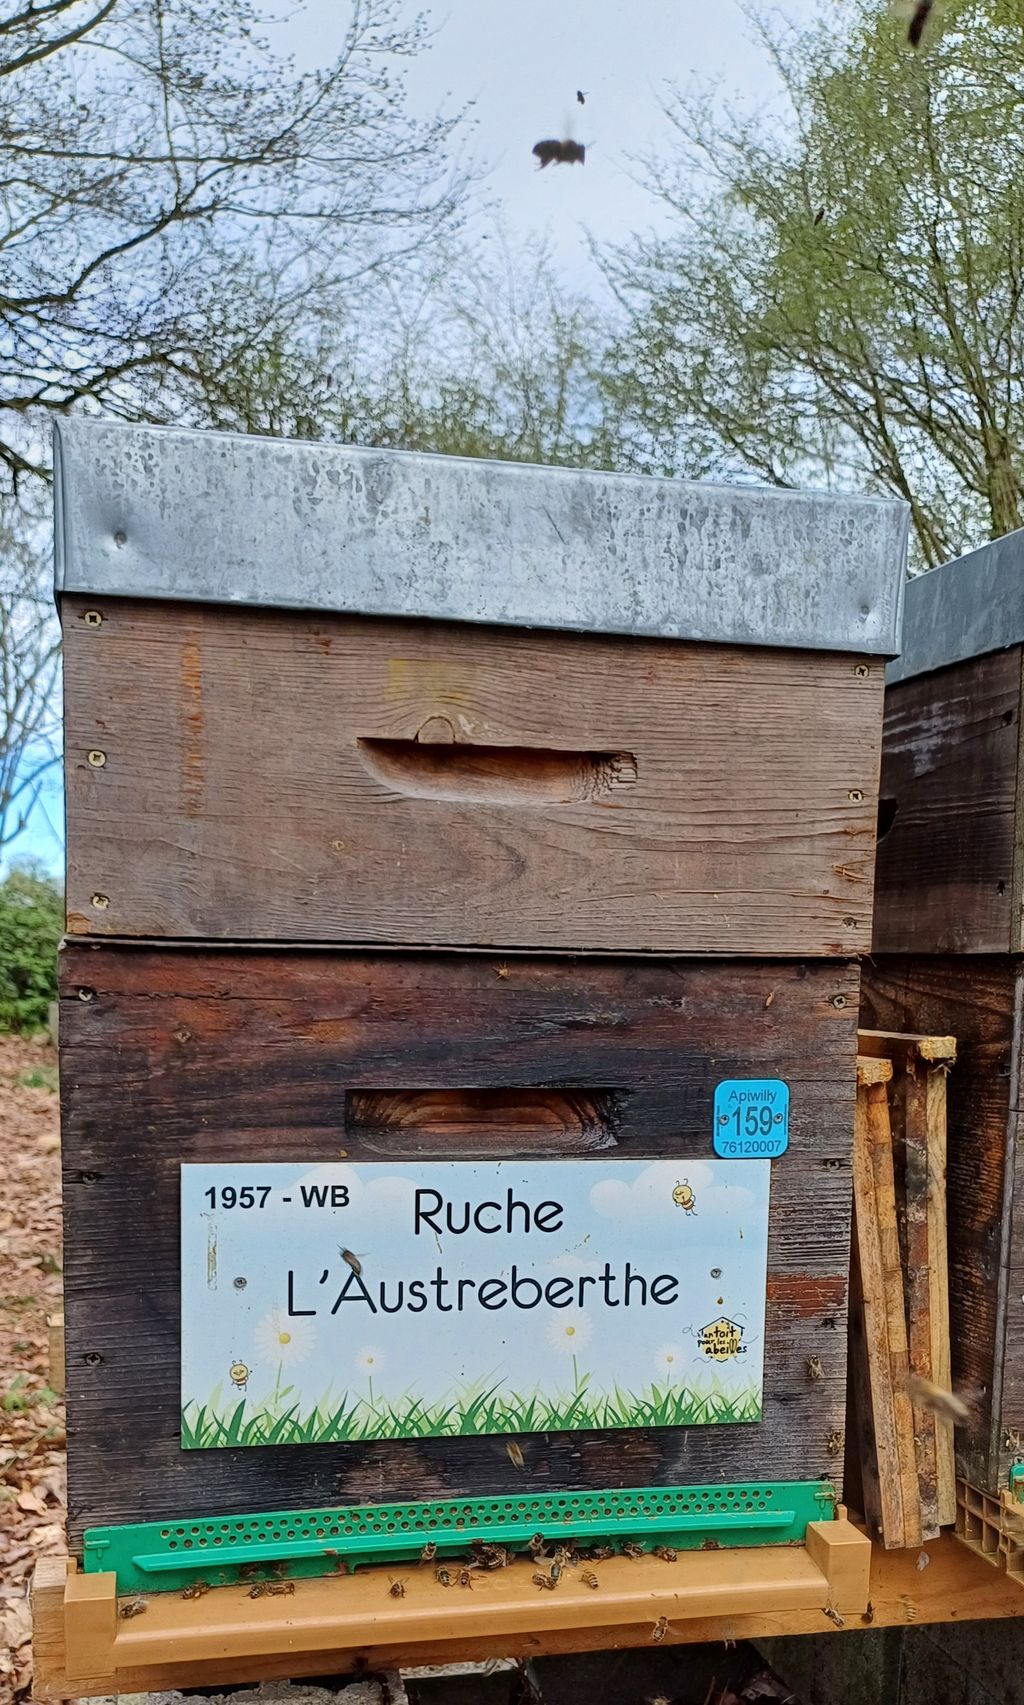 Apiwilly
159
76120007
1957 - WB
Ruche
L'Austreberthe
un toit
pour les
abeilles